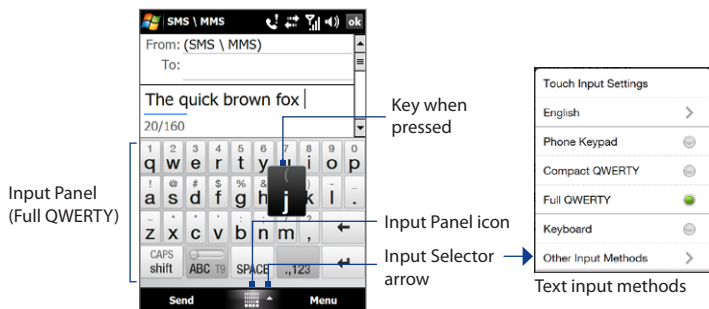 SMS \ MMS ok
From: (SMS \ MMS)
To:
The quick brown fox
20/160
1 2 3 4 5 6 7 8 9 0
q w e r t y u i o p
! @ # $ % & ( ) - _
a s d f g h j k l .
z x c v b n m ,
CAPS
shift ABC T9 SPACE .,123
Send Menu
Input Panel
(Full QWERTY)
Key when
pressed
Input Panel icon
Input Selector
arrow
Touch Input Settings
English
Phone Keypad
Compact QWERTY
Full QWERTY
Keyboard
Other Input Methods
Text input methods